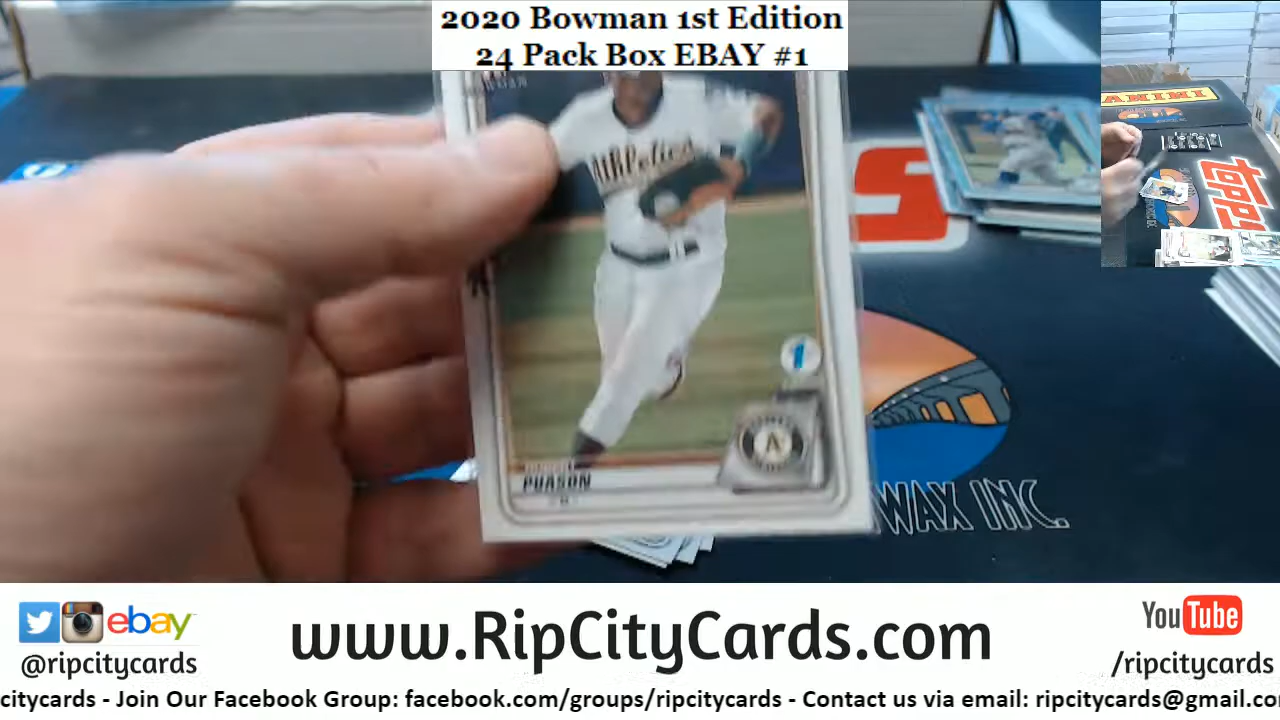 2020 Bowman 1st Edition
24 Pack Box EBAY #1
PANINI
TOPPS
S
Athletics
1
A
PUASON
WAX INC.
ebay
www.RipCityCards.com
YouTube
@ripcitycards
/ripcitycards
citycards - Join Our Facebook Group: facebook.com/groups/ripcitycards - Contact us via email: ripcitycards@gmail.co